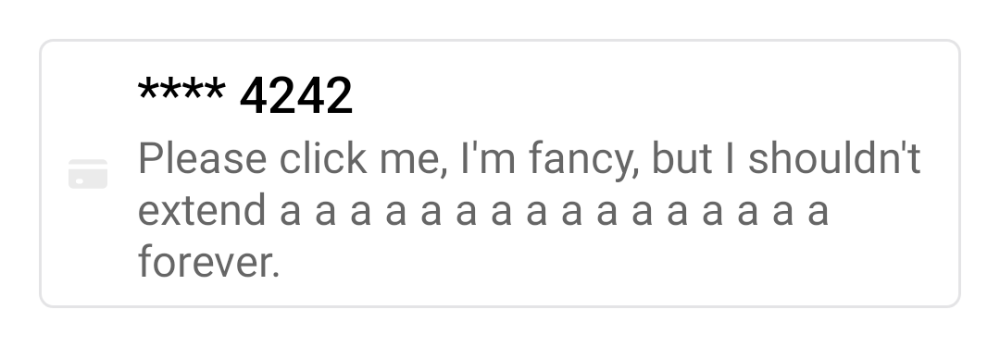 **** 4242
Please click me, I'm fancy, but I shouldn't
extend a a a a a a a a a a a a a a a a
forever.